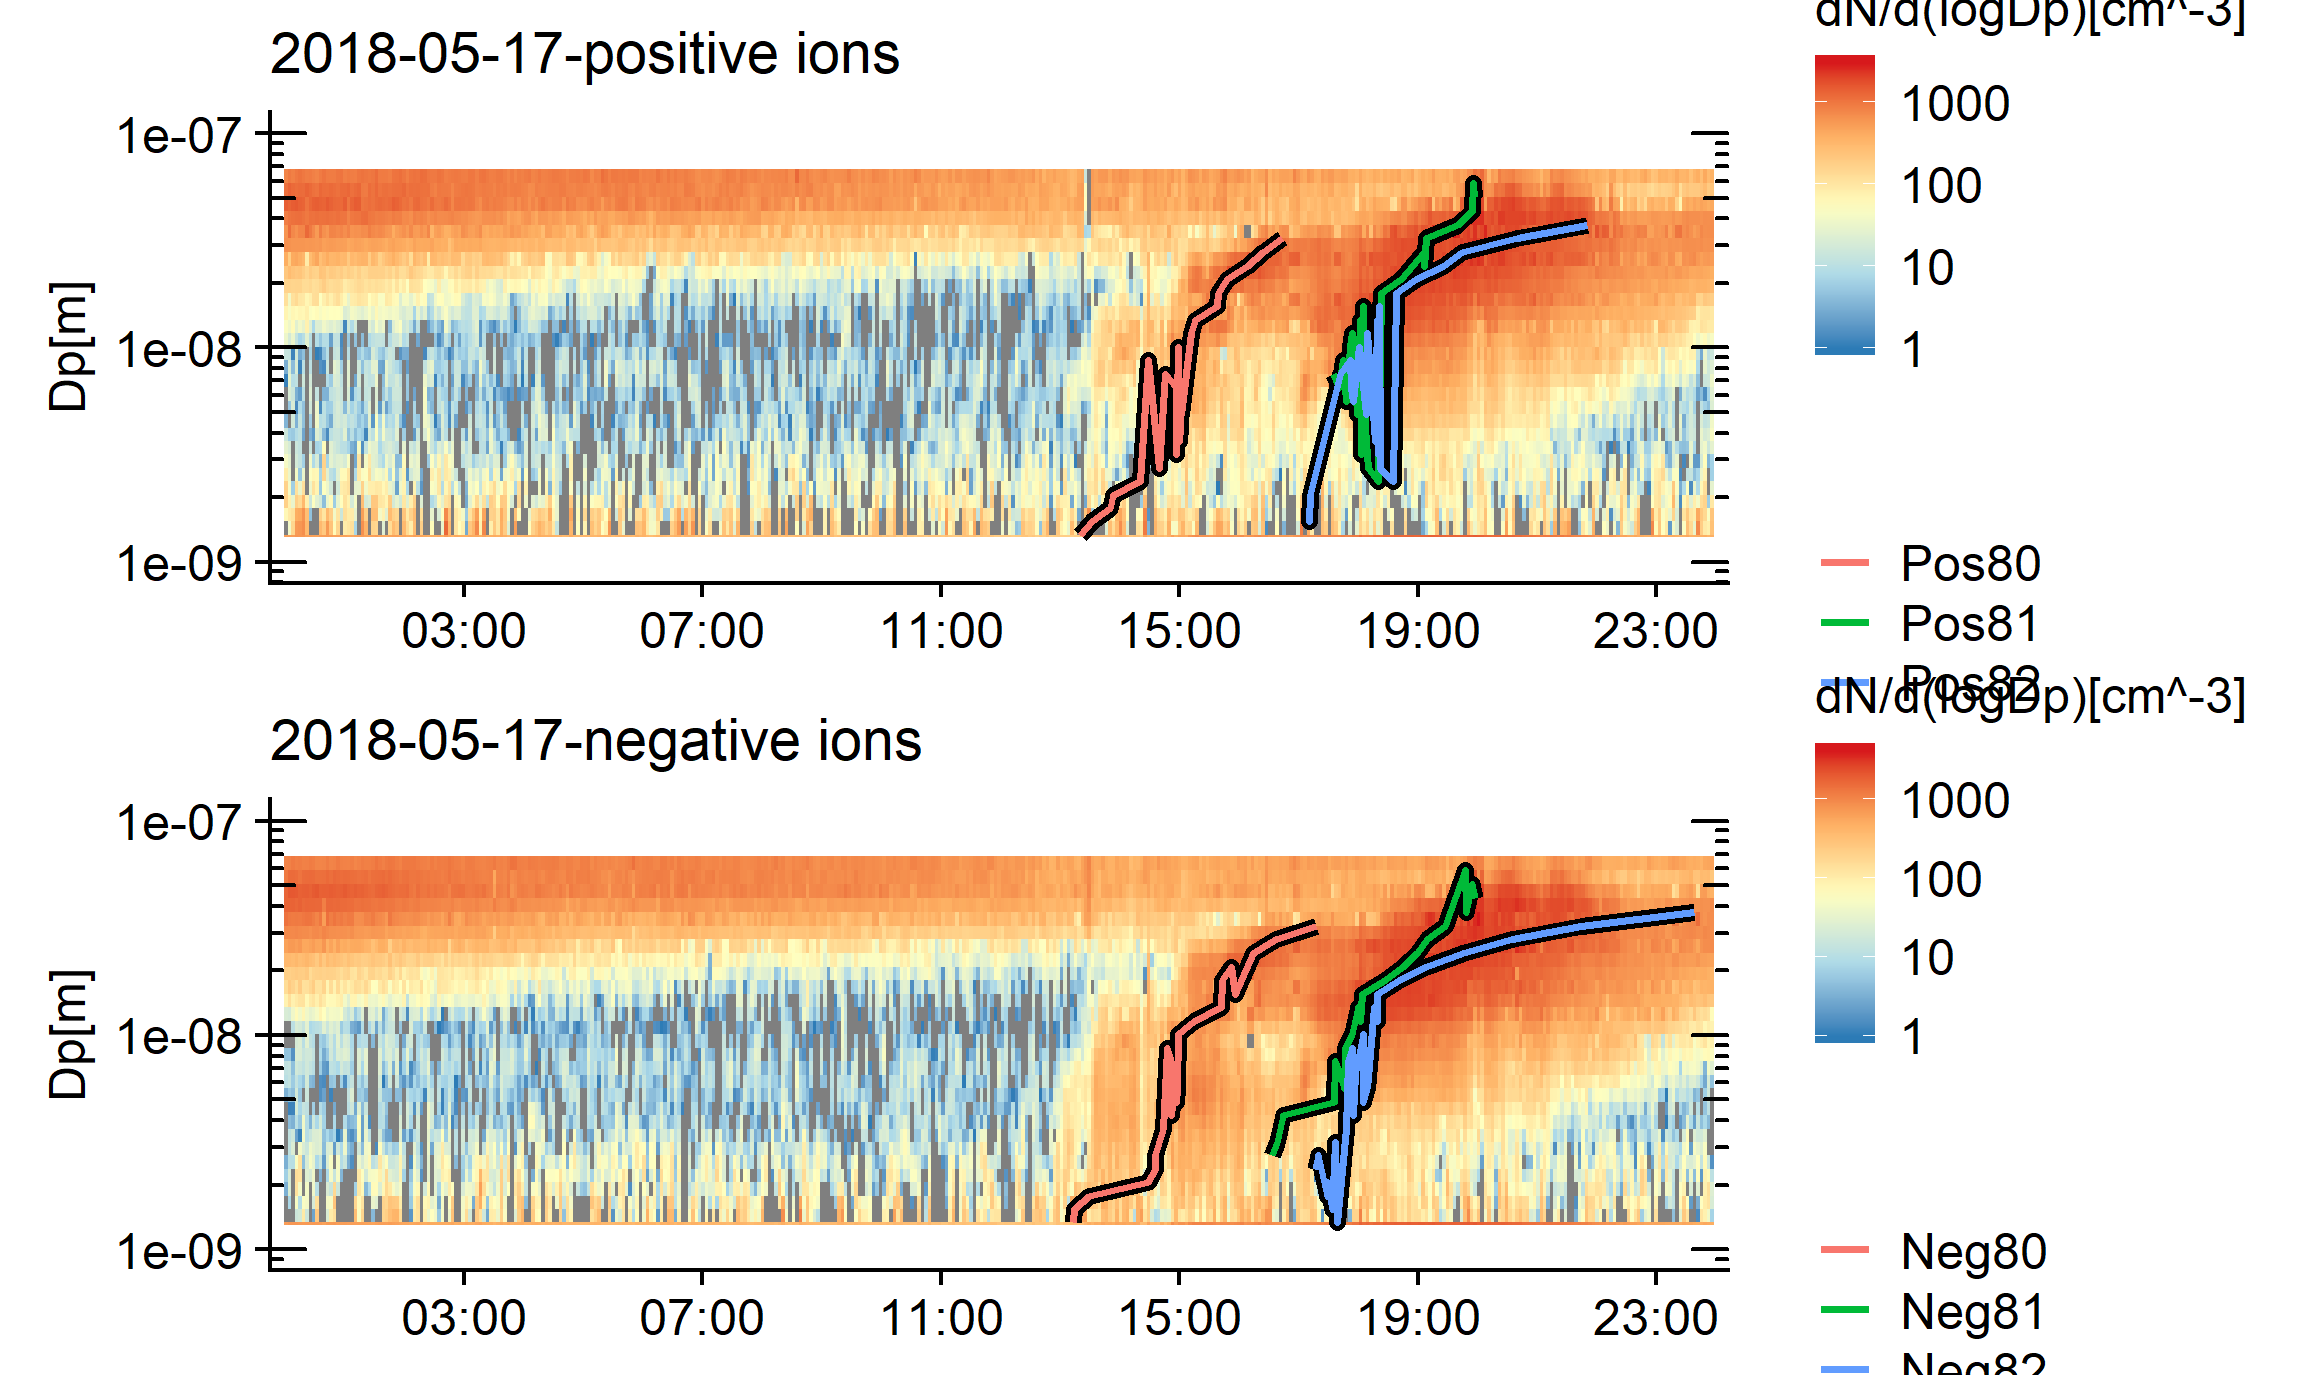 dN/d(logDp)[cm^-3]
2018-05-17-positive ions
1000
100
10
1
1e-07
1e-08
1e-09
Dp[m]
03:00 07:00 11:00 15:00 19:00 23:00
Pos80
Pos81
Pos82
dN/d(logDp)[cm^-3]
2018-05-17-negative ions
1000
100
10
1
1e-07
1e-08
1e-09
Dp[m]
03:00 07:00 11:00 15:00 19:00 23:00
Neg80
Neg81
Neg82